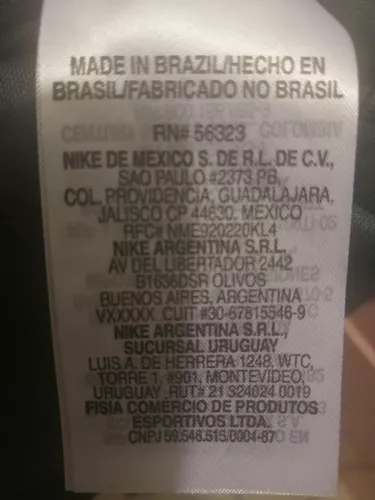 MADE IN BRAZIL/HECHO EN
BRASIL/FABRICADO NO BRASIL
RN# 56323
NIKE DE MEXICO S. DE R.L. DE C.V.,
SAO PAULO #2373 PB,
COL. PROVIDENCIA, GUADALAJARA,
JALISCO CP 44630, MEXICO
RFC# NME920220KL4
NIKE ARGENTINA S.R.L.
AV DEL LIBERTADOR 2442
B1636DSR OLIVOS
BUENOS AIRES, ARGENTINA
VXXXXX CUIT #30-67815546-9
NIKE ARGENTINA S.R.L.,
SUCURSAL URUGUAY
LUIS A. DE HERRERA 1248, WTC,
TORRE 1, #901, MONTEVIDEO,
URUGUAY, RUT# 21 324024 0019
FISIA COMERCIO DE PRODUTOS
ESPORTIVOS LTDA.
CNPJ 59.546.515/0004-87